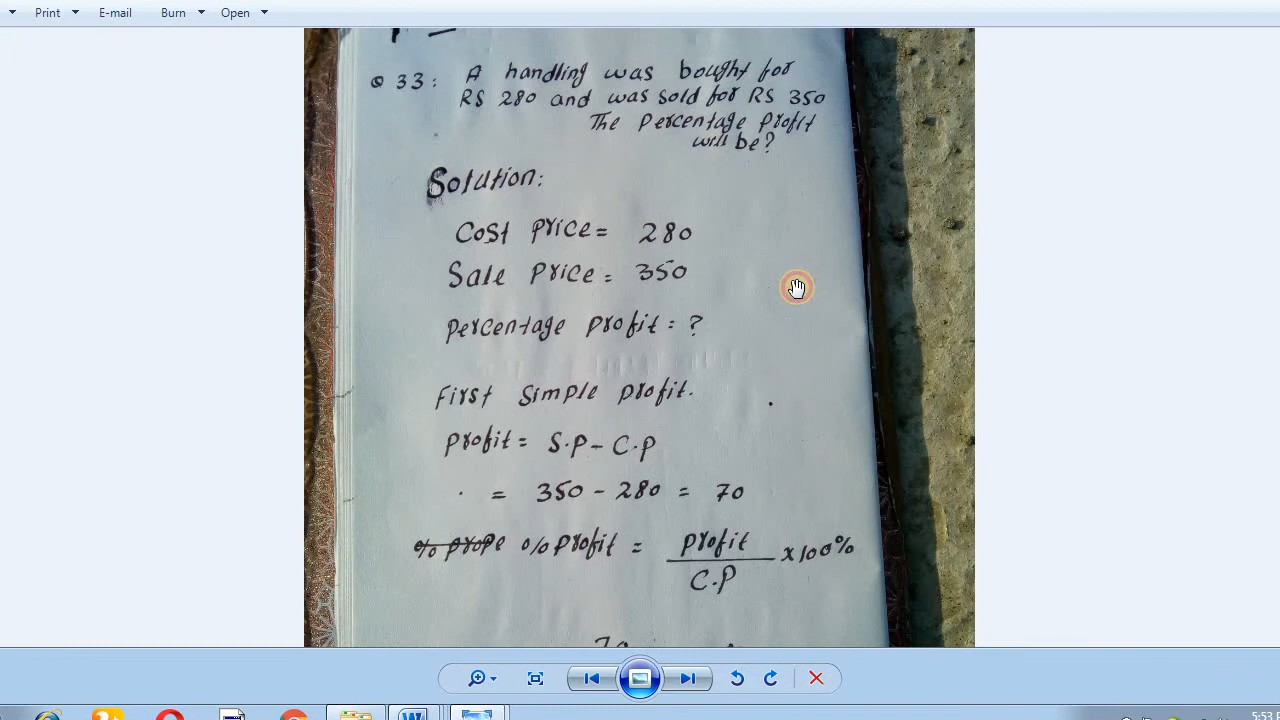 Print E-mail Burn Open
Q 33: A handling was bought for
RS 280 and was sold for RS 350
The Percentage Profit
will be?
Solution:
Cost Price = 280
Sale Price = 350
Percentage Profit = ?
First Simple Profit.
Profit = S.P - C.P
= 350 - 280 = 70
% Profit = Profit / C.P x 100%
5:53